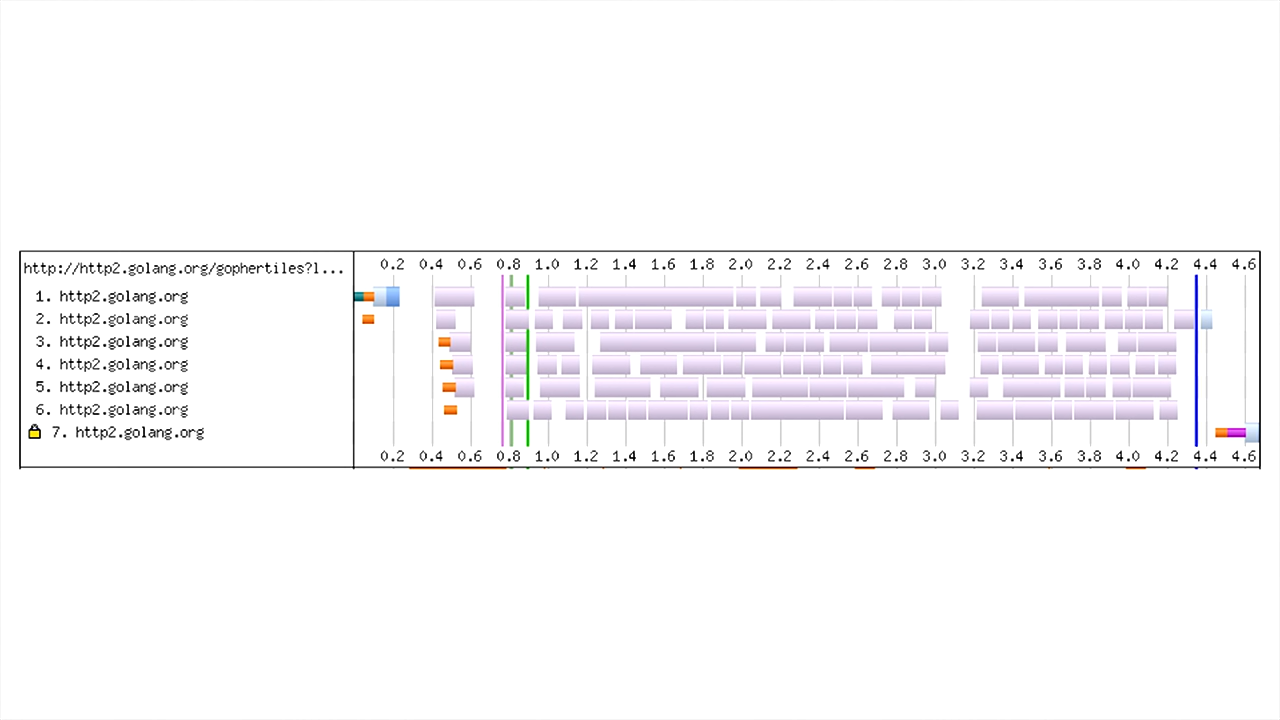 http://http2.golang.org/gophertiles?l... 0.2 0.4 0.6 0.8 1.0 1.2 1.4 1.6 1.8 2.0 2.2 2.4 2.6 2.8 3.0 3.2 3.4 3.6 3.8 4.0 4.2 4.4 4.6
1. http2.golang.org
2. http2.golang.org
3. http2.golang.org
4. http2.golang.org
5. http2.golang.org
6. http2.golang.org
7. http2.golang.org
0.2 0.4 0.6 0.8 1.0 1.2 1.4 1.6 1.8 2.0 2.2 2.4 2.6 2.8 3.0 3.2 3.4 3.6 3.8 4.0 4.2 4.4 4.6